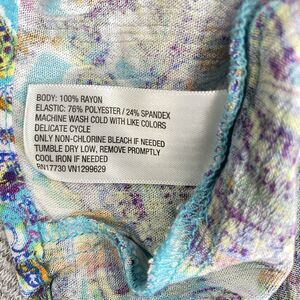 BODY: 100% RAYON
ELASTIC: 76% POLYESTER / 24% SPANDEX
MACHINE WASH COLD WITH LIKE COLORS
DELICATE CYCLE
ONLY NON-CHLORINE BLEACH IF NEEDED
TUMBLE DRY LOW, REMOVE PROMPTLY
COOL IRON IF NEEDED
RN17730 VN1299629